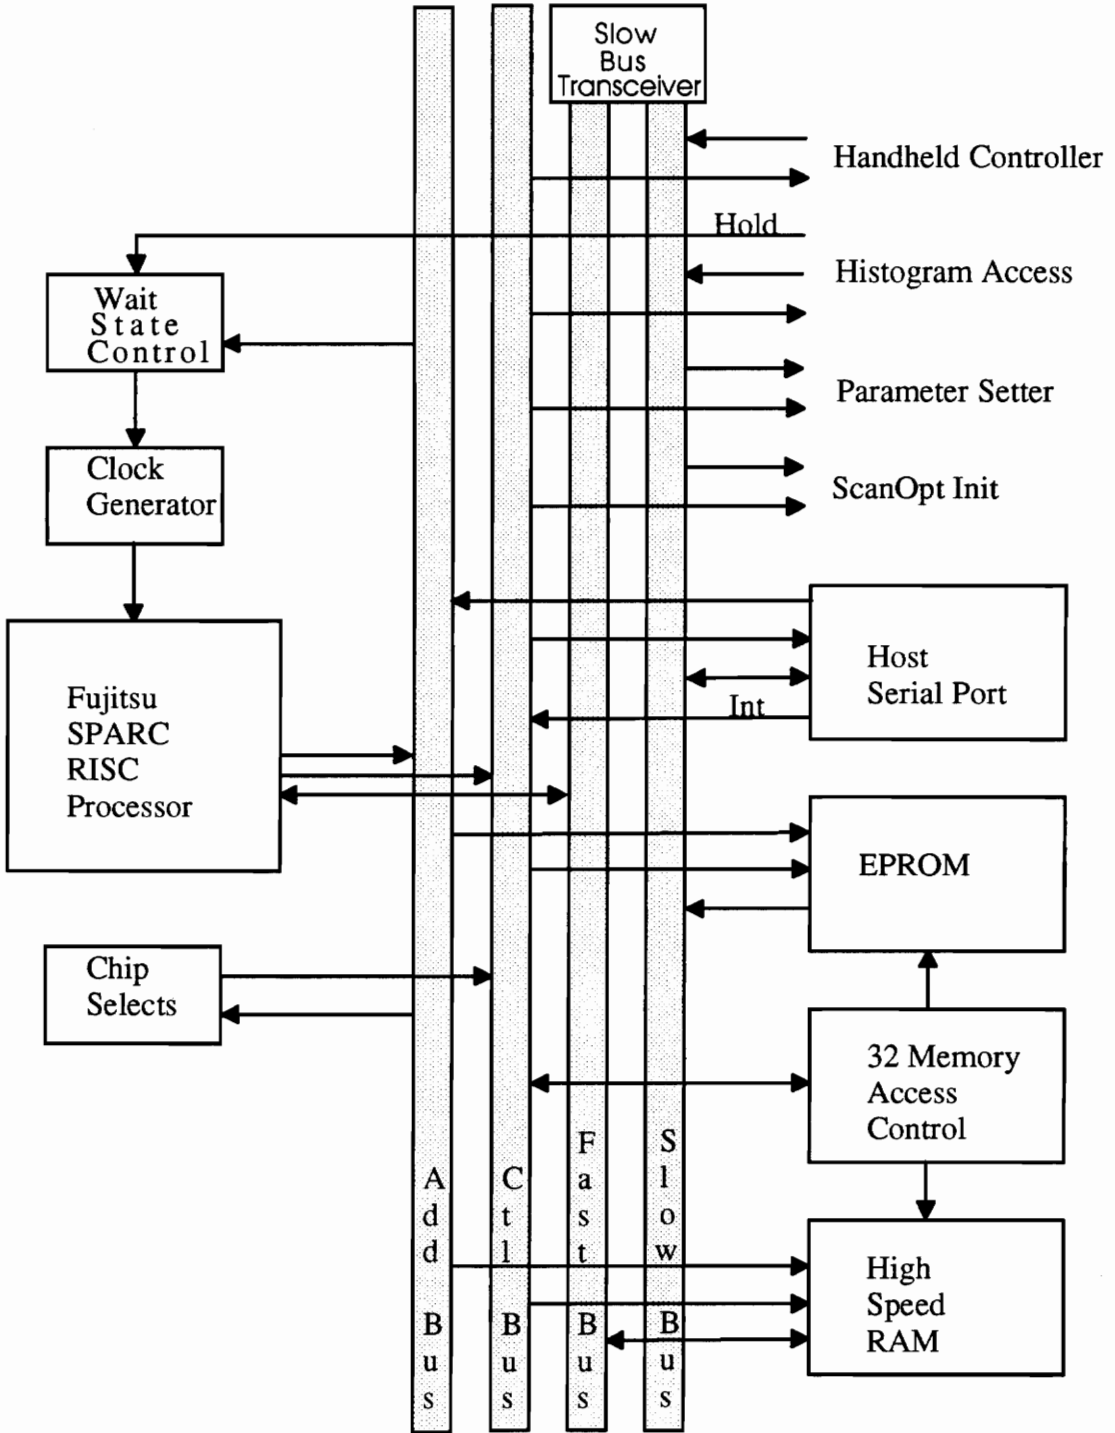 Slow
Bus
Transceiver
Handheld Controller
Hold
Histogram Access
Wait
State
Control
Parameter Setter
Clock
Generator
ScanOpt Init
Host
Serial Port
Int
Fujitsu
SPARC
RISC
Processor
EPROM
Chip
Selects
32 Memory
Access
Control
Add Bus
Ctl Bus
Fast Bus
Slow Bus
High
Speed
RAM